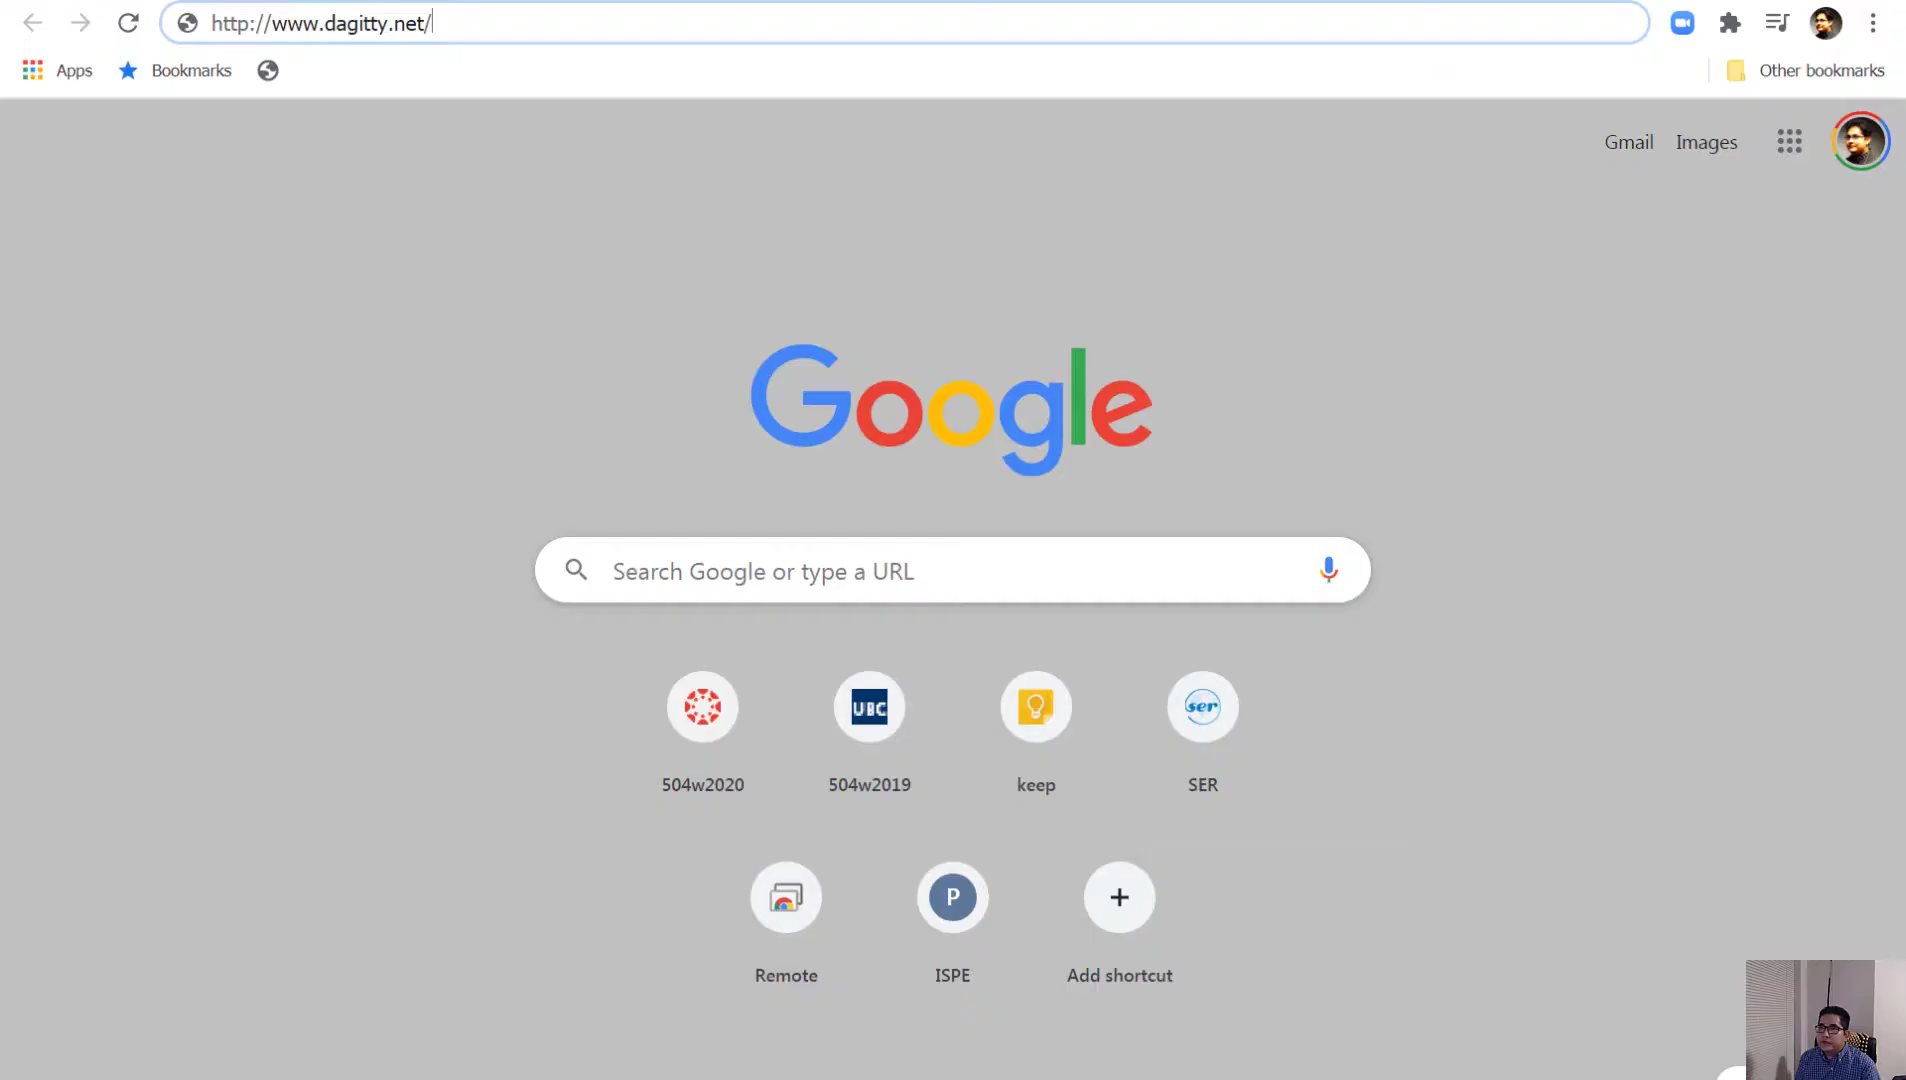 http://www.dagitty.net/
Apps
Bookmarks
Other bookmarks
Gmail
Images
Google
Search Google or type a URL
UBC
ser
504w2020
504w2019
keep
SER
P
Remote
ISPE
Add shortcut